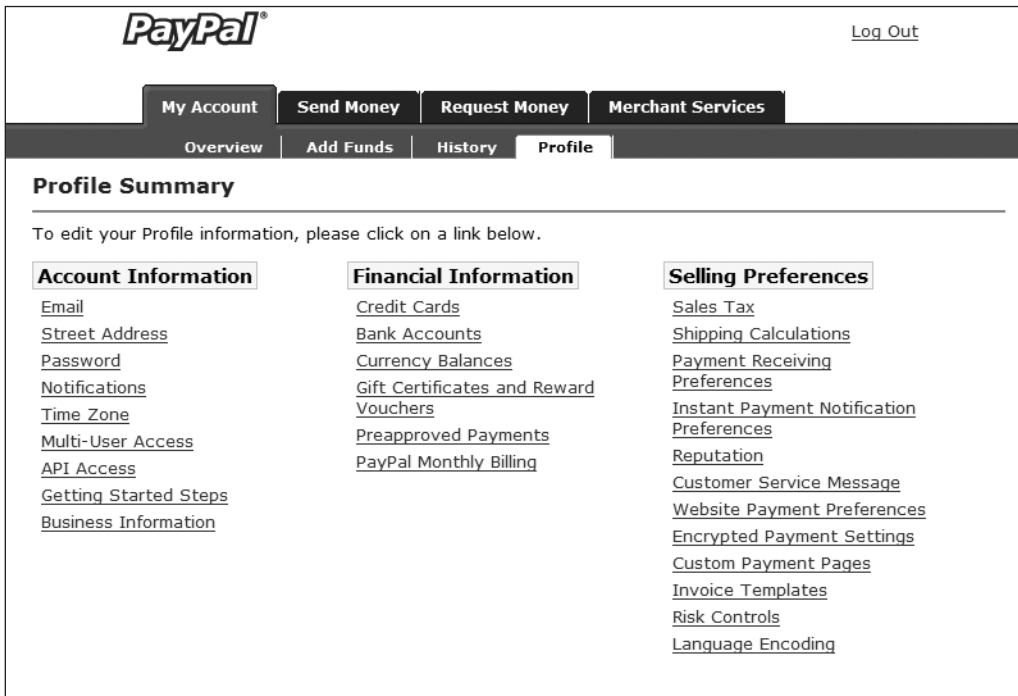 PayPal®
Log Out
My Account Send Money Request Money Merchant Services
Overview Add Funds History Profile
Profile Summary
To edit your Profile information, please click on a link below.
Account Information
Email
Street Address
Password
Notifications
Time Zone
Multi-User Access
API Access
Getting Started Steps
Business Information
Financial Information
Credit Cards
Bank Accounts
Currency Balances
Gift Certificates and Reward
Vouchers
Preapproved Payments
PayPal Monthly Billing
Selling Preferences
Sales Tax
Shipping Calculations
Payment Receiving
Preferences
Instant Payment Notification
Preferences
Reputation
Customer Service Message
Website Payment Preferences
Encrypted Payment Settings
Custom Payment Pages
Invoice Templates
Risk Controls
Language Encoding